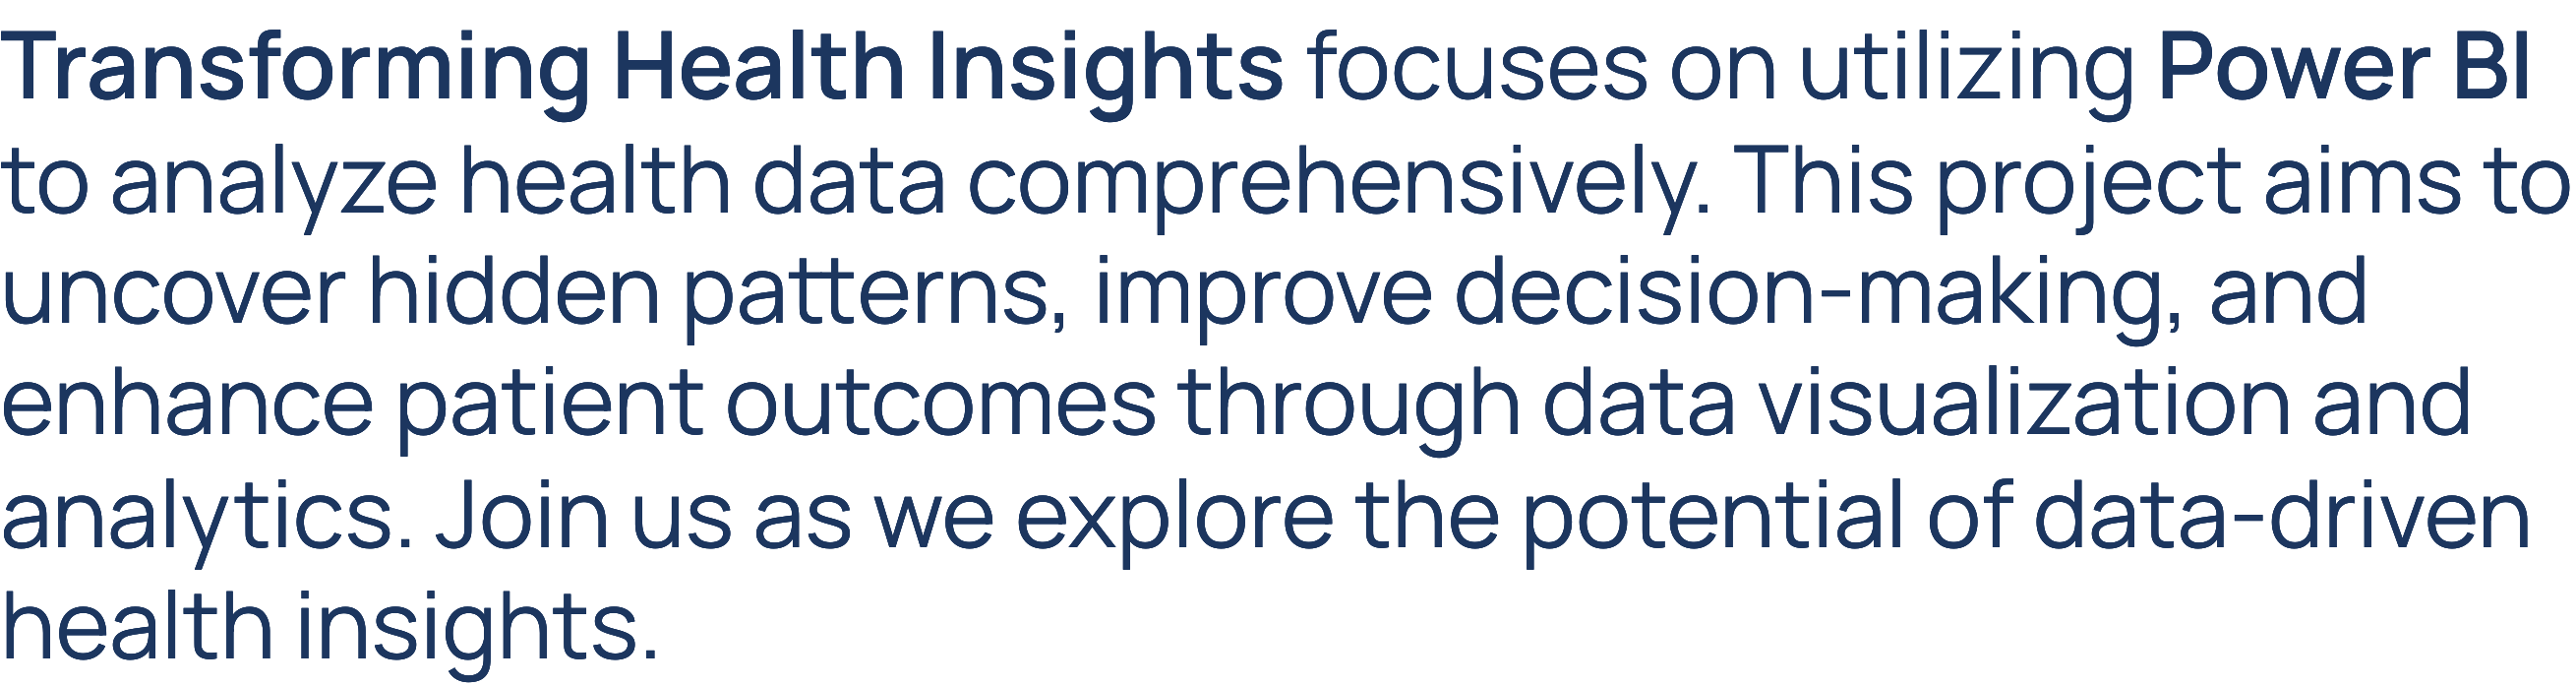 Transforming Health Insights focuses on utilizing Power BI
to analyze health data comprehensively. This project aims to
uncover hidden patterns, improve decision-making, and
enhance patient outcomes through data visualization and
analytics. Join us as we explore the potential of data-driven
health insights.